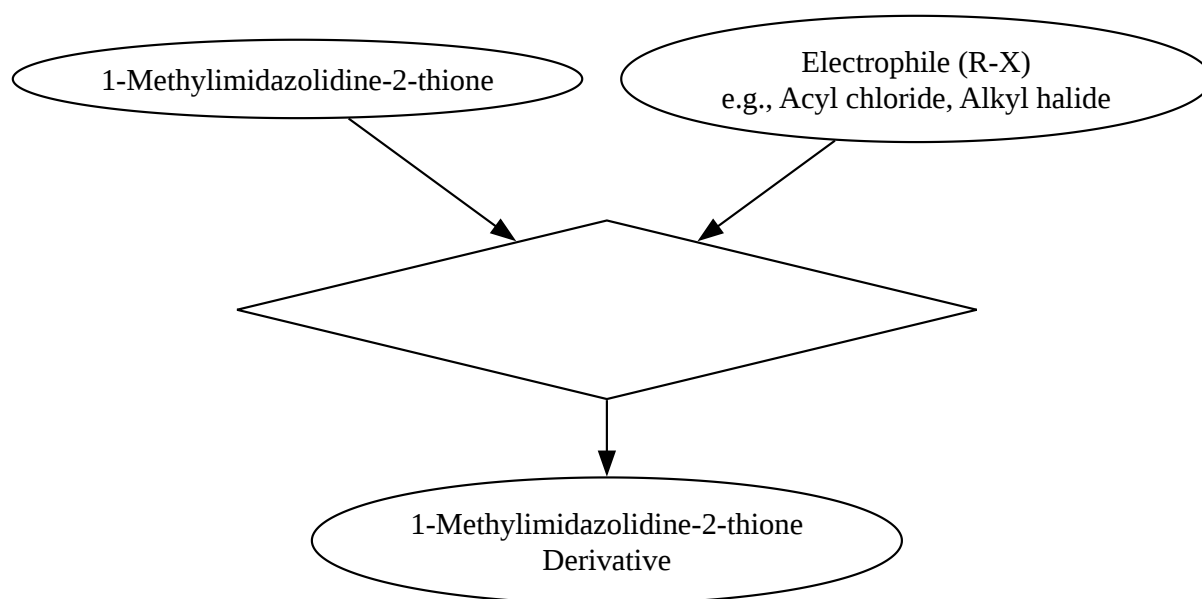 1-Methylimidazolidine-2-thione
Electrophile (R-X)
e.g., Acyl chloride, Alkyl halide
1-Methylimidazolidine-2-thione
Derivative